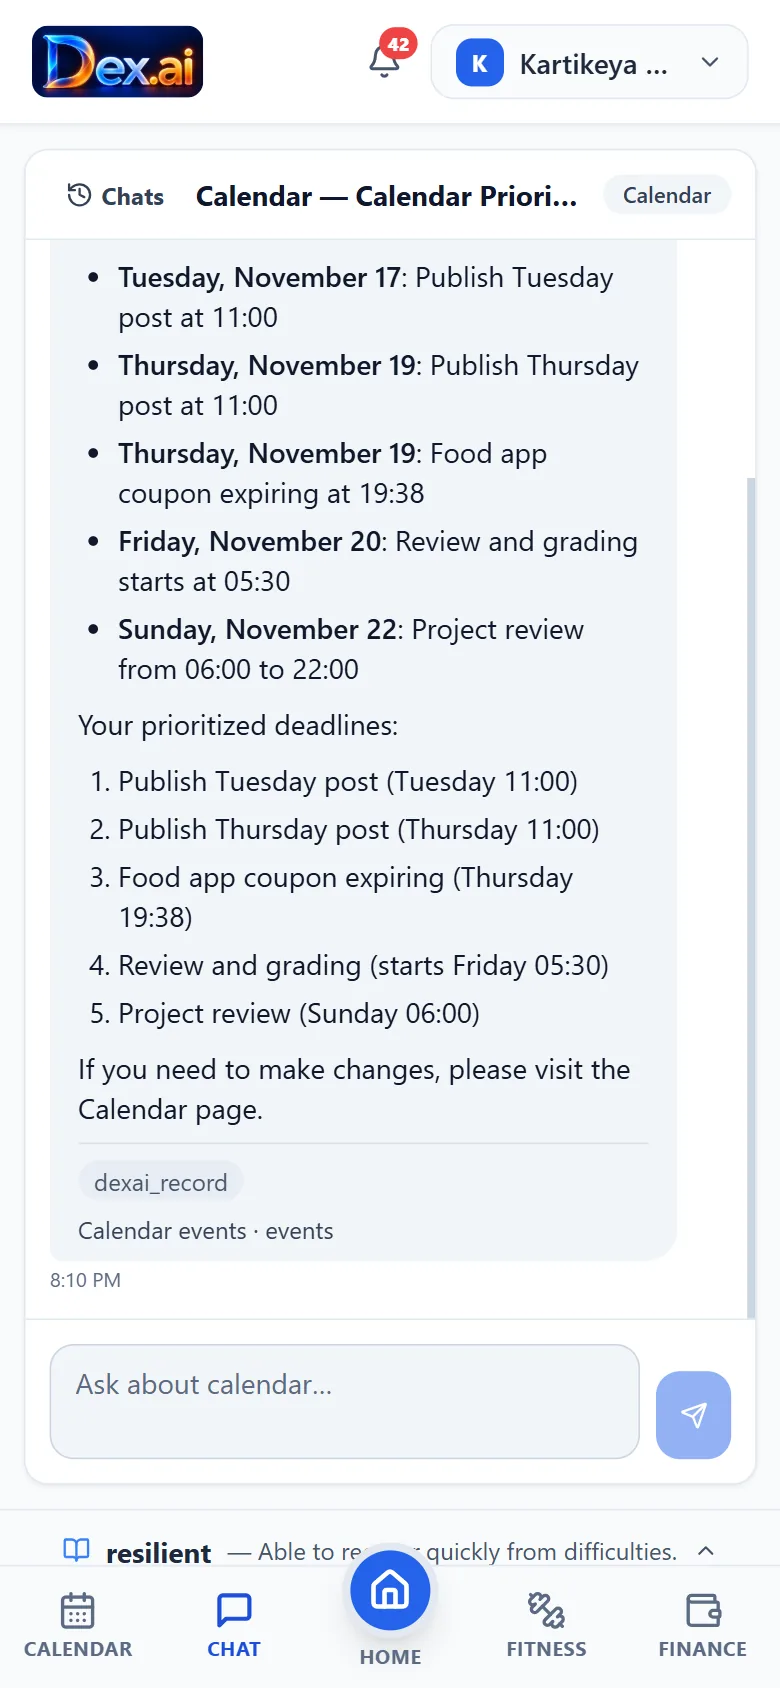 Dex.ai
42
K
Kartikeya ...
Chats
Calendar — Calendar Priori...
Calendar
• Tuesday, November 17: Publish Tuesday
post at 11:00
• Thursday, November 19: Publish Thursday
post at 11:00
• Thursday, November 19: Food app
coupon expiring at 19:38
• Friday, November 20: Review and grading
starts at 05:30
• Sunday, November 22: Project review
from 06:00 to 22:00
Your prioritized deadlines:
1. Publish Tuesday post (Tuesday 11:00)
2. Publish Thursday post (Thursday 11:00)
3. Food app coupon expiring (Thursday
19:38)
4. Review and grading (starts Friday 05:30)
5. Project review (Sunday 06:00)
If you need to make changes, please visit the
Calendar page.
dexai_record
Calendar events · events
8:10 PM
Ask about calendar...
resilient — Able to quickly from difficulties.
CALENDAR
CHAT
HOME
FITNESS
FINANCE